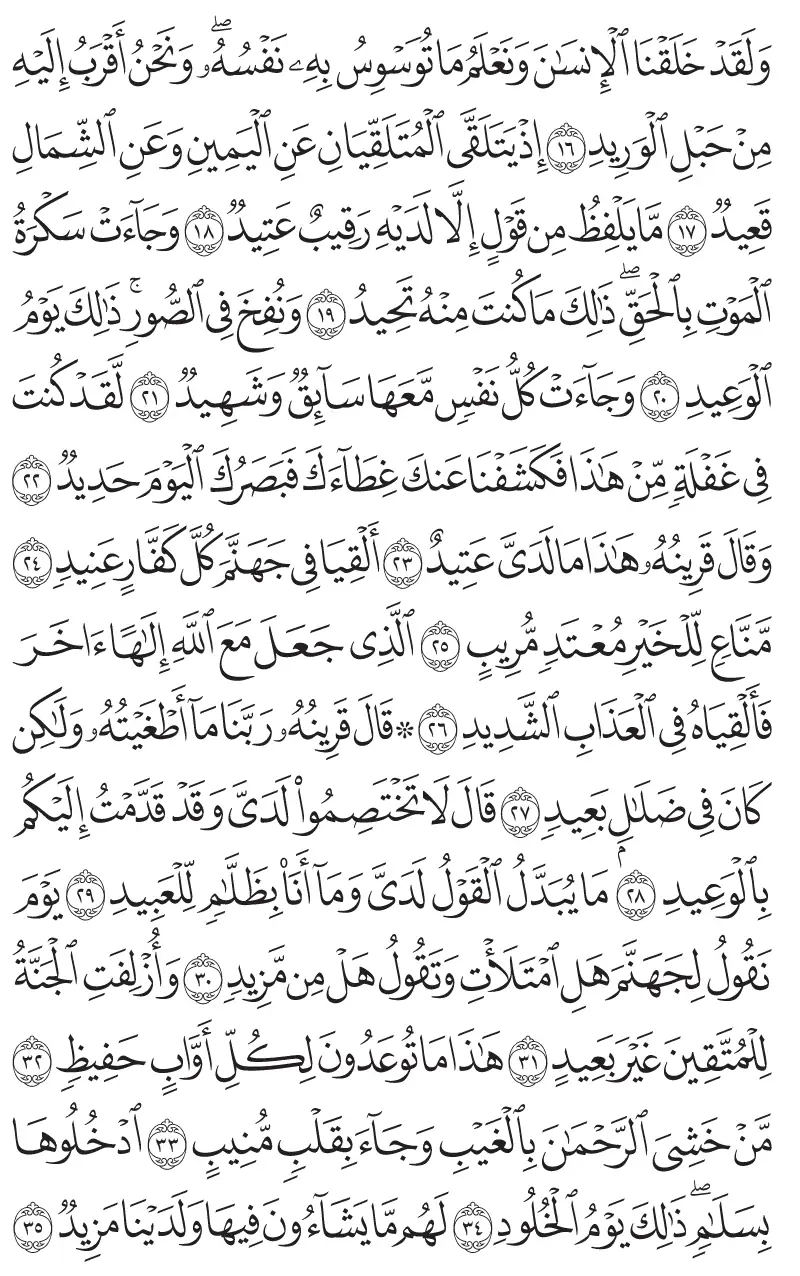 وَلَقَدۡ خَلَقۡنَا ٱلۡإِنسَٰنَ وَنَعۡلَمُ مَا تُوَسۡوِسُ بِهِۦ نَفۡسُهُۥۖ وَنَحۡنُ أَقۡرَبُ إِلَيۡهِ
مِنۡ حَبۡلِ ٱلۡوَرِيدِ ١٦ إِذۡ يَتَلَقَّى ٱلۡمُتَلَقِّيَانِ عَنِ ٱلۡيَمِينِ وَعَنِ ٱلشِّمَالِ
قَعِيدٞ ١٧ مَّا يَلۡفِظُ مِن قَوۡلٍ إِلَّا لَدَيۡهِ رَقِيبٌ عَتِيدٞ ١٨ وَجَآءَتۡ سَكۡرَةُ
ٱلۡمَوۡتِ بِٱلۡحَقِّۖ ذَٰلِكَ مَا كُنتَ مِنۡهُ تَحِيدُ ١٩ وَنُفِخَ فِي ٱلصُّورِۚ ذَٰلِكَ يَوۡمُ
ٱلۡوَعِيدِ ٢٠ وَجَآءَتۡ كُلُّ نَفۡسٖ مَّعَهَا سَآئِقٞ وَشَهِيدٞ ٢١ لَّقَدۡ كُنتَ
فِي غَفۡلَةٖ مِّنۡ هَٰذَا فَكَشَفۡنَا عَنكَ غِطَآءَكَ فَبَصَرُكَ ٱلۡيَوۡمَ حَدِيدٞ ٢٢
وَقَالَ قَرِينُهُۥ هَٰذَا مَا لَدَيَّ عَتِيدٌ ٢٣ أَلۡقِيَا فِي جَهَنَّمَ كُلَّ كَفَّارٍ عَنِيدٖ ٢٤
مَّنَّاعٖ لِّلۡخَيۡرِ مُعۡتَدٖ مُّرِيبٍ ٢٥ ٱلَّذِي جَعَلَ مَعَ ٱللَّهِ إِلَٰهًا ءَاخَرَ
فَأَلۡقِيَاهُ فِي ٱلۡعَذَابِ ٱلشَّدِيدِ ٢٦ ۞ قَالَ قَرِينُهُۥ رَبَّنَا مَآ أَطۡغَيۡتُهُۥ وَلَٰكِن
كَانَ فِي ضَلَٰلِۭ بَعِيدٖ ٢٧ قَالَ لَا تَخۡتَصِمُواْ لَدَيَّ وَقَدۡ قَدَّمۡتُ إِلَيۡكُم
بِٱلۡوَعِيدِ ٢٨ مَا يُبَدَّلُ ٱلۡقَوۡلُ لَدَيَّ وَمَآ أَنَا۠ بِظَلَّٰمٖ لِّلۡعَبِيدِ ٢٩ يَوۡمَ
نَقُولُ لِجَهَنَّمَ هَلِ ٱمۡتَلَأۡتِ وَتَقُولُ هَلۡ مِن مَّزِيدٖ ٣٠ وَأُزۡلِفَتِ ٱلۡجَنَّةُ
لِلۡمُتَّقِينَ غَيۡرَ بَعِيدٍ ٣١ هَٰذَا مَا تُوعَدُونَ لِكُلِّ أَوَّابٍ حَفِيظٖ ٣٢
مَّنۡ خَشِيَ ٱلرَّحۡمَٰنَ بِٱلۡغَيۡبِ وَجَآءَ بِقَلۡبٖ مُّنِيبٍ ٣٣ ٱدۡخُلُوهَا
بِسَلَٰمٖۖ ذَٰلِكَ يَوۡمُ ٱلۡخُلُودِ ٣٤ لَهُم مَّا يَشَآءُونَ فِيهَا وَلَدَيۡنَا مَزِيدٞ ٣٥